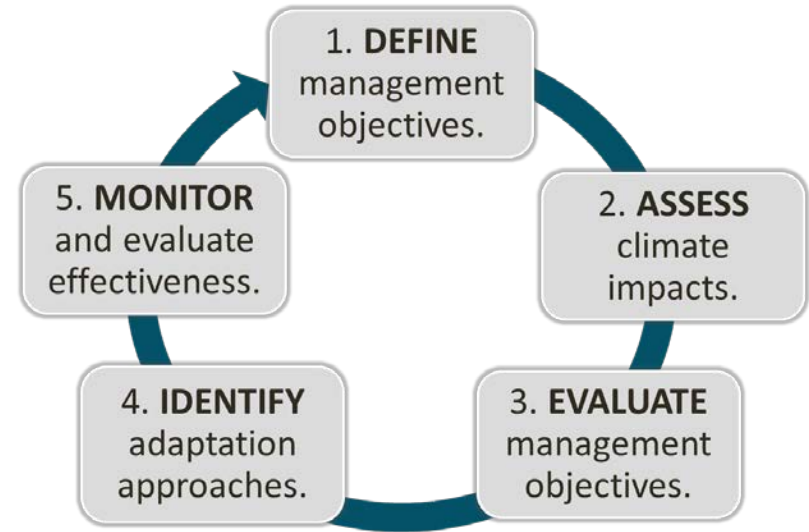 1. DEFINE
management
objectives.
2. ASSESS
climate
impacts.
3. EVALUATE
management
objectives.
4. IDENTIFY
adaptation
approaches.
5. MONITOR
and evaluate
effectiveness.